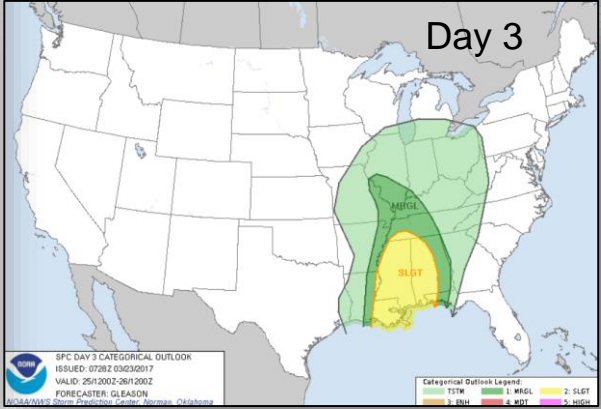 Day 3
MRGL
SLGT
NOAA
SPC DAY 3 CATEGORICAL OUTLOOK
ISSUED: 0728Z 03/23/2017
VALID: 25/1200Z-26/1200Z
FORECASTER: GLEASON
NOAA/NWS Storm Prediction Center, Norman, Oklahoma
Categorical Outlook Legend:
TSTM 1: MRGL 2: SLGT
3: ENH 4: MDT 5: HIGH